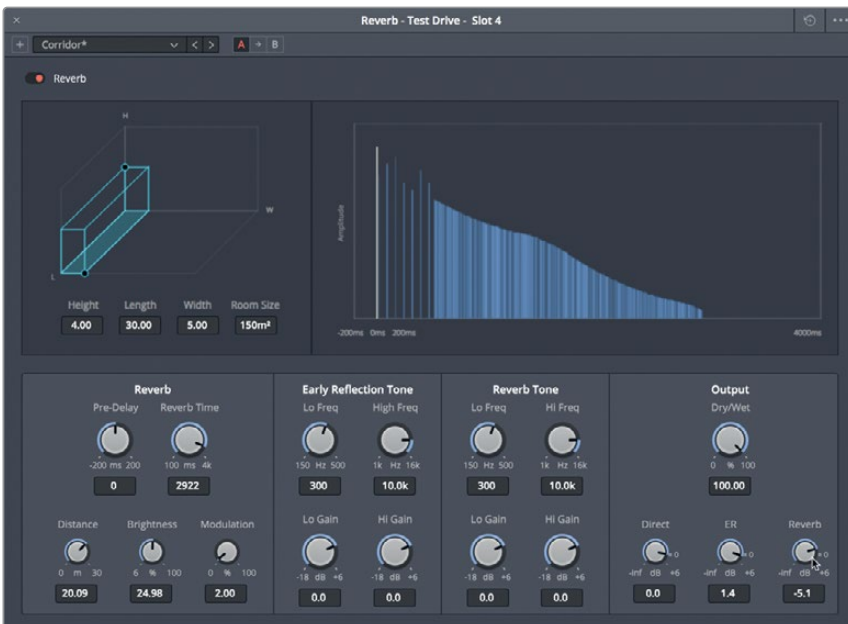 Reverb - Test Drive - Slot 4
Corridor*
A
B
Reverb
H
W
L
Height Length Width Room Size
4.00 30.00 5.00 150m²
Amplitude
-200ms 0ms 200ms 4000ms
Reverb
Pre-Delay Reverb Time
-200 ms 200 100 ms 4k
0 2922
Distance Brightness Modulation
0 m 30 6 % 100 0 % 100
20.09 24.98 2.00
Early Reflection Tone
Lo Freq High Freq
150 Hz 500 1k Hz 16k
300 10.0k
Lo Gain Hi Gain
-18 dB +6 -18 dB +6
0.0 0.0
Reverb Tone
Lo Freq Hi Freq
150 Hz 500 1k Hz 16k
300 10.0k
Lo Gain Hi Gain
-18 dB +6 -18 dB +6
0.0 0.0
Output
Dry/Wet
0 % 100
100.00
Direct ER Reverb
0 0 0
-Inf dB +6 -Inf dB +6 -Inf dB +6
0.0 1.4 -5.1